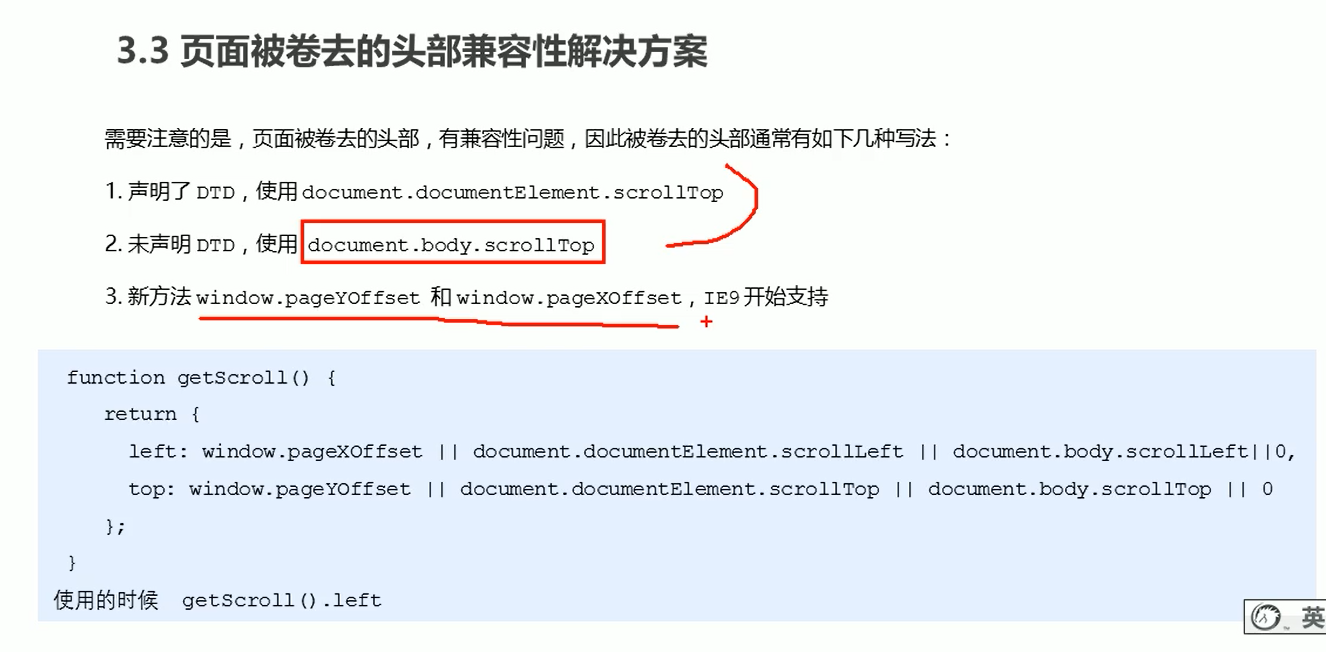 3.3 页面被卷去的头部兼容性解决方案
需要注意的是，页面被卷去的头部，有兼容性问题，因此被卷去的头部通常有如下几种写法：
1. 声明了 DTD，使用 document.documentElement.scrollTop
2. 未声明 DTD，使用 document.body.scrollTop
3. 新方法 window.pageYOffset 和 window.pageXOffset，IE9 开始支持
function getScroll() {
return {
left: window.pageXOffset || document.documentElement.scrollLeft || document.body.scrollLeft||0,
top: window.pageYOffset || document.documentElement.scrollTop || document.body.scrollTop || 0
};
}
使用的时候 getScroll().left
英